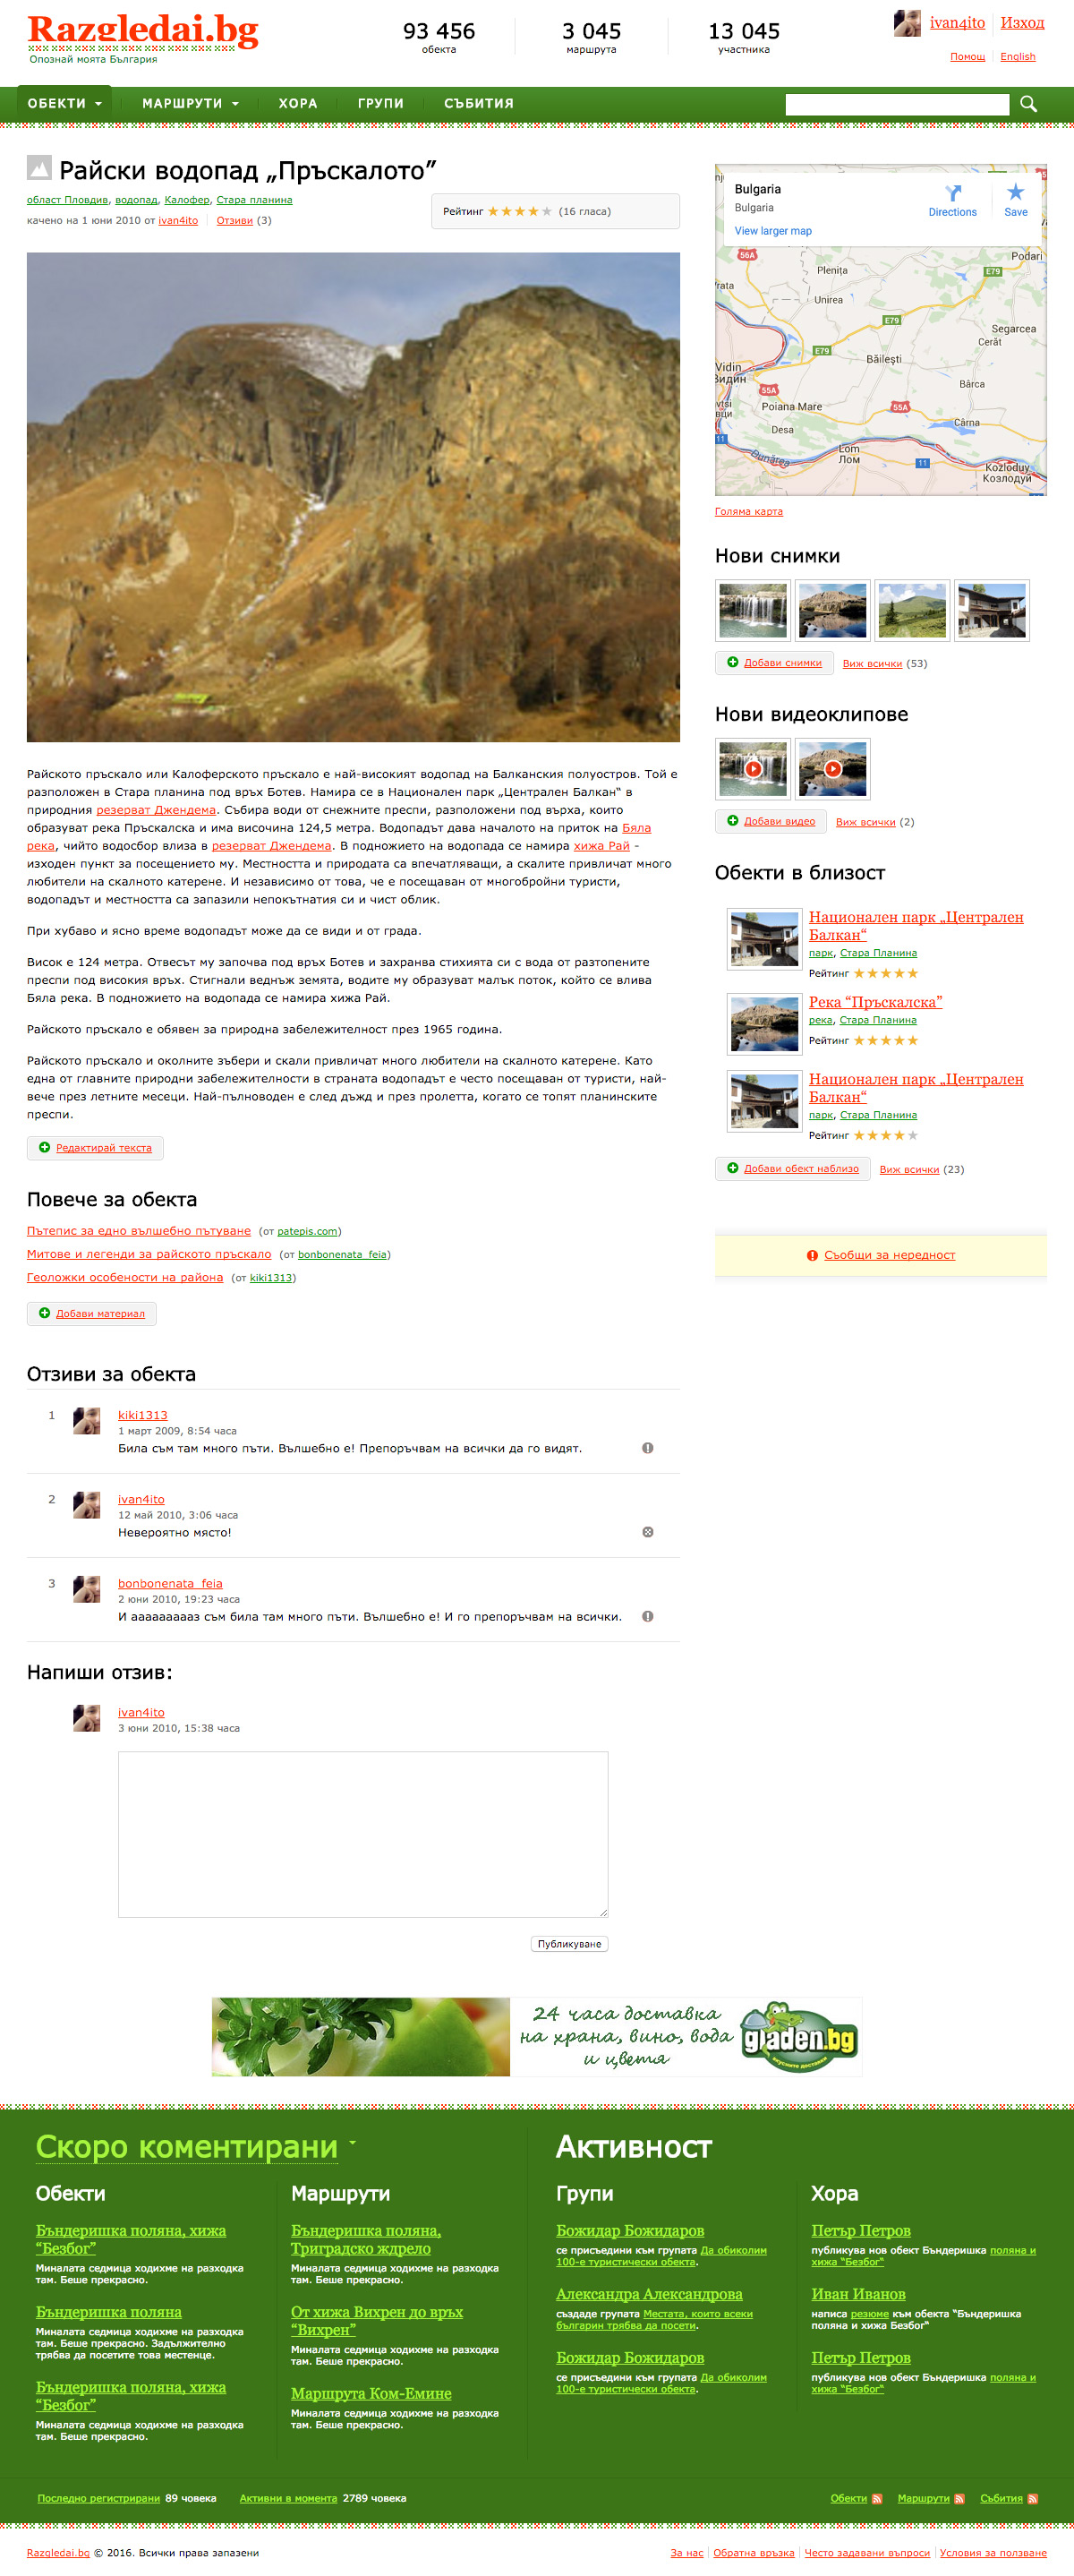 Razgledai.bg
Опознай моята България
93 456
обекта
3 045
маршрута
13 045
участника
ivan4ito
Изход
Помощ
English
ОБЕКТИ
МАРШРУТИ
ХОРА
ГРУПИ
СЪБИТИЯ
Райски водопад „Пръскалото”
област Пловдив, водопад, Калофер, Стара планина
качено на 1 юни 2010 от ivan4ito
Отзиви (3)
Рейтинг
(16 гласа)
Райското пръскало или Калоферското пръскало е най-високият водопад на Балканския полуостров. Той е
разположен в Стара планина под връх Ботев. Намира се в Национален парк „Централен Балкан“ в
природния резерват Джендема. Събира води от снежните преспи, разположени под върха, които
образуват река Пръскалска и има височина 124,5 метра. Водопадът дава началото на приток на Бяла
река, чийто водосбор влиза в резерват Джендема. В подножието на водопада се намира хижа Рай -
изходен пункт за посещението му. Местността и природата са впечатляващи, а скалите привличат много
любители на скалното катерене. И независимо от това, че е посещаван от многобройни туристи,
водопадът и местността са запазили непокътнатия си и чист облик.
При хубаво и ясно време водопадът може да се види и от града.
Висок е 124 метра. Отвесът му започва под връх Ботев и захранва стихията си с вода от разтопените
преспи под високия връх. Стигнали веднъж земята, водите му образуват малък поток, който се влива
Бяла река. В подножието на водопада се намира хижа Рай.
Райското пръскало е обявен за природна забележителност през 1965 година.
Райското пръскало и околните зъбери и скали привличат много любители на скалното катерене. Като
една от главните природни забележителности в страната водопадът е често посещаван от туристи, най-
вече през летните месеци. Най-пълноводен е след дъжд и през пролетта, когато се топят планинските
преспи.
Редактирай текста
Повече за обекта
Пътепис за едно вълшебно пътуване (от patepis.com)
Митове и легенди за райското пръскало (от bonbonenata_feia)
Геоложки особености на района (от kiki1313)
Добави материал
Отзиви за обекта
1
kiki1313
1 март 2009, 8:54 часа
Била съм там много пъти. Вълшебно е! Препоръчвам на всички да го видят.
2
ivan4ito
12 май 2010, 3:06 часа
Невероятно място!
3
bonbonenata_feia
2 юни 2010, 19:23 часа
И аааааааааз съм била там много пъти. Вълшебно е! И го препоръчвам на всички.
Напиши отзив:
ivan4ito
3 юни 2010, 15:38 часа
Публикуване
Bulgaria
Bulgaria
View larger map
Directions
Save
56A
Podari
Plenița
E79
Unirea
E79
Segarcea
Cerăt
E79
Băilești
Vidin
Видин
55A
Bârca
Poiana Mare
55A
Desa
Cârna
11
Lom
Лом
11
Kozloduy
Козлодуй
Голяма карта
Нови снимки
Добави снимки
Виж всички (53)
Нови видеоклипове
Добави видео
Виж всички (2)
Обекти в близост
Национален парк „Централен
Балкан“
парк, Стара Планина
Рейтинг
Река “Пръскалска”
река, Стара Планина
Рейтинг
Национален парк „Централен
Балкан“
парк, Стара Планина
Рейтинг
Добави обект наблизо
Виж всички (23)
Съобщи за нередност
24 часа доставка
на храна, вино, вода
и цветя
gladen.bg
вкусните доставки
Скоро коментирани
Обекти
Бъндеришка поляна, хижа
“Безбог”
Миналата седмица ходихме на разходка
там. Беше прекрасно.
Бъндеришка поляна
Миналата седмица ходихме на разходка
там. Беше прекрасно. Задължително
трябва да посетите това местенце.
Бъндеришка поляна, хижа
“Безбог”
Миналата седмица ходихме на разходка
там. Беше прекрасно.
Маршрути
Бъндеришка поляна,
Триградско ждрело
Миналата седмица ходихме на разходка
там. Беше прекрасно.
От хижа Вихрен до връх
“Вихрен”
Миналата седмица ходихме на разходка
там. Беше прекрасно.
Маршрута Ком-Емине
Миналата седмица ходихме на разходка
там. Беше прекрасно.
Активност
Групи
Божидар Божидаров
се присъедини към групата Да обиколим
100-е туристически обекта.
Александра Александрова
създаде групата Местата, които всеки
българин трябва да посети.
Божидар Божидаров
се присъедини към групата Да обиколим
100-е туристически обекта.
Хора
Петър Петров
публикува нов обект Бъндеришка поляна и
хижа “Безбог“
Иван Иванов
написа резюме към обекта “Бъндеришка
поляна и хижа Безбог“
Петър Петров
публикува нов обект Бъндеришка поляна и
хижа “Безбог“
Последно регистрирани 89 човека
Активни в момента 2789 човека
Обекти
Маршрути
Събития
Razgledai.bg © 2016. Всички права запазени
За нас
Обратна връзка
Често задавани въпроси
Условия за ползване